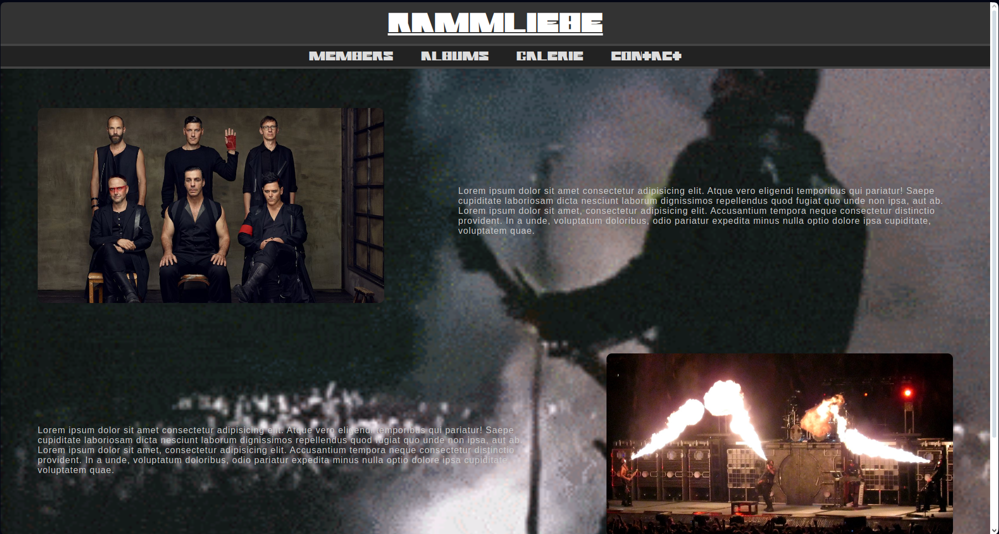 RAMMLIEBE
MEMBERS ALBUMS GALERIE CONTACT
Lorem ipsum dolor sit amet consectetur adipisicing elit. Atque vero eligendi temporibus qui pariatur! Saepe
cupiditate laboriosam dicta nesciunt laborum dignissimos repellendus quod fugiat quo unde non ipsa, aut ab.
Lorem ipsum dolor sit amet, consectetur adipisicing elit. Accusantium tempora neque consectetur distinctio
provident. In a unde, voluptatum doloribus, odio pariatur expedita minus nulla optio dolore ipsa cupiditate,
voluptatem quae.
Lorem ipsum dolor sit amet consectetur adipisicing elit. Atque vero eligendi temporibus qui pariatur! Saepe
cupiditate laboriosam dicta nesciunt laborum dignissimos repellendus quod fugiat quo unde non ipsa, aut ab.
Lorem ipsum dolor sit amet, consectetur adipisicing elit. Accusantium tempora neque consectetur distinctio
provident. In a unde, voluptatum doloribus, odio pariatur expedita minus nulla optio dolore ipsa cupiditate,
voluptatem quae.